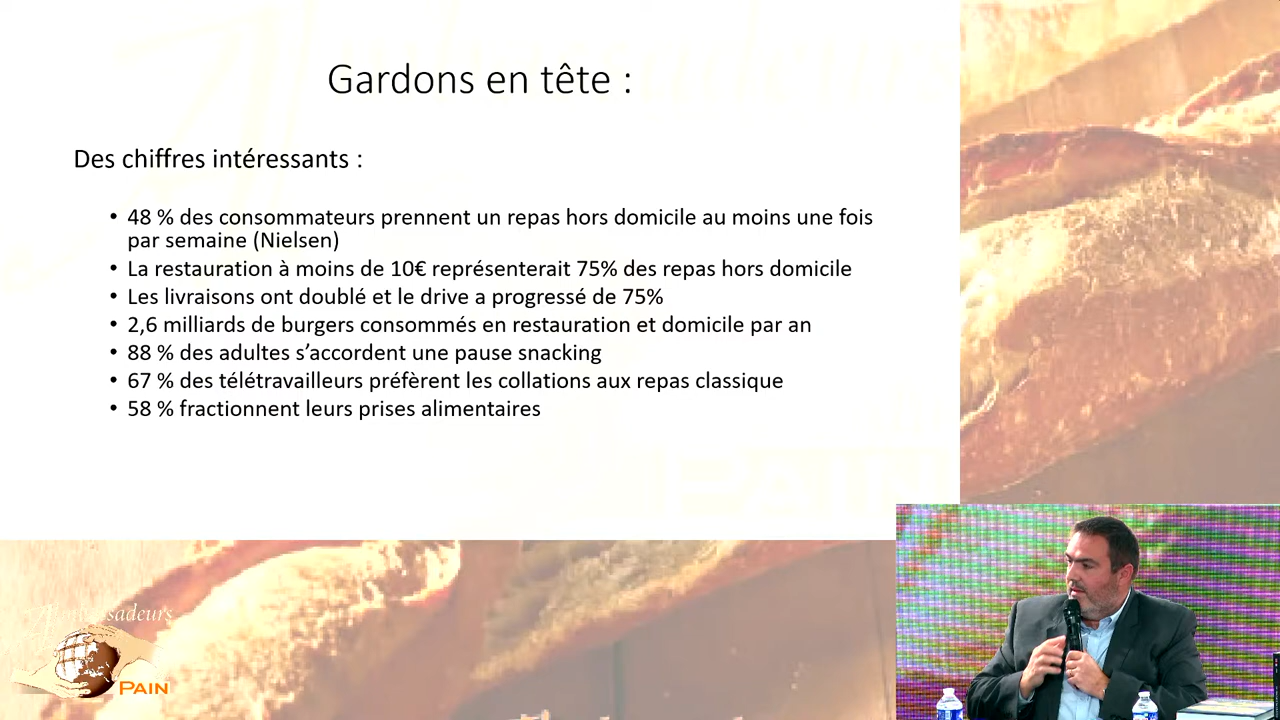 Gardons en tête :
Des chiffres intéressants :
• 48 % des consommateurs prennent un repas hors domicile au moins une fois
par semaine (Nielsen)
• La restauration à moins de 10€ représenterait 75% des repas hors domicile
• Les livraisons ont doublé et le drive a progressé de 75%
• 2,6 milliards de burgers consommés en restauration et domicile par an
• 88 % des adultes s’accordent une pause snacking
• 67 % des télétravailleurs préfèrent les collations aux repas classique
• 58 % fractionnent leurs prises alimentaires
Ambassadeurs
PAIN